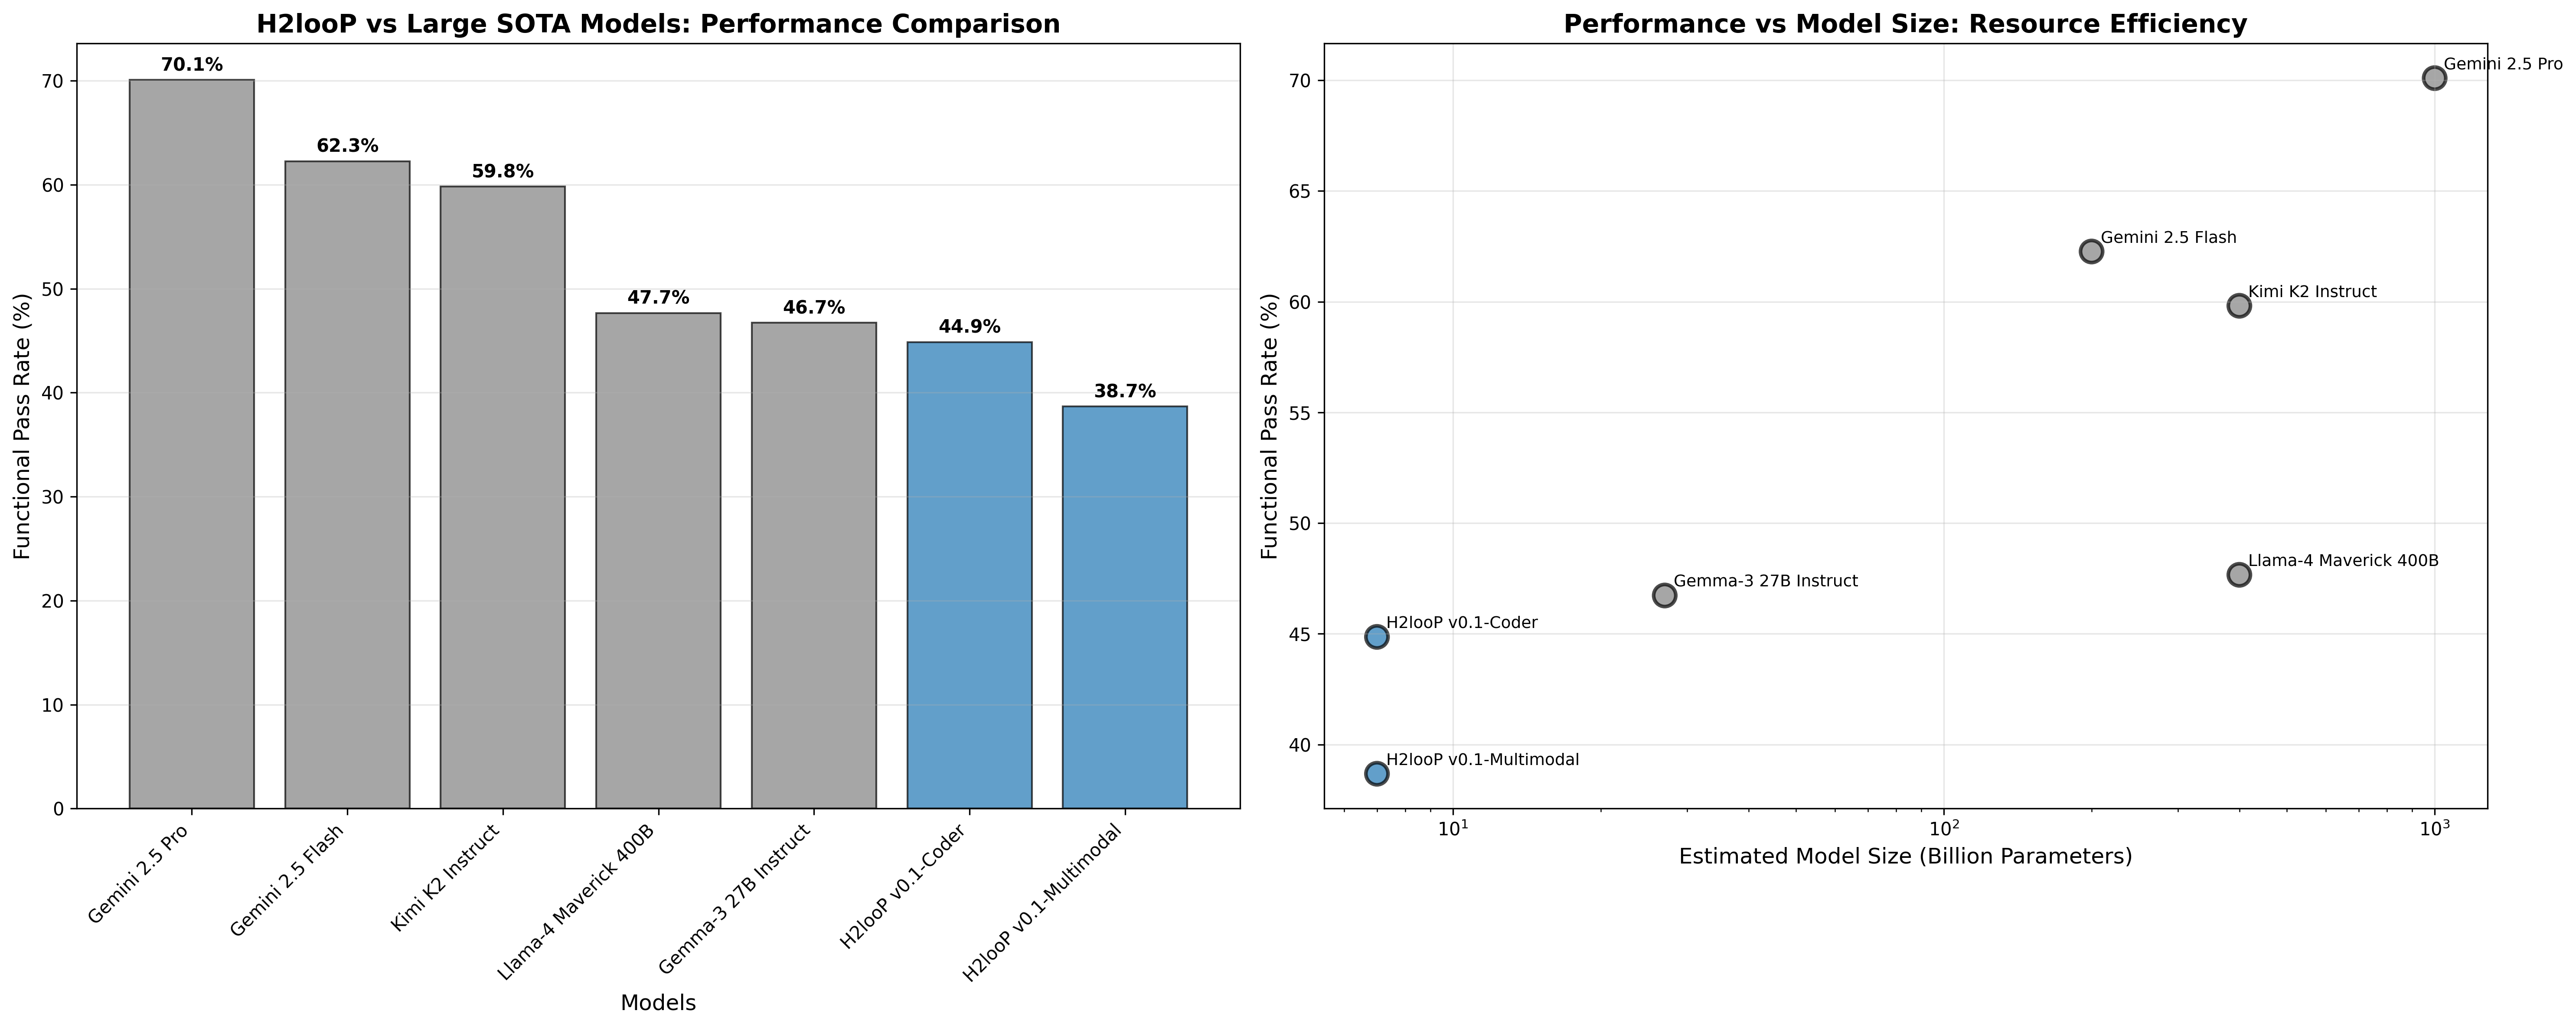 H2looP vs Large SOTA Models: Performance Comparison
Functional Pass Rate (%)
70
60
50
40
30
20
10
0
70.1%
62.3%
59.8%
47.7%
46.7%
44.9%
38.7%
Gemini 2.5 Pro
Gemini 2.5 Flash
Kimi K2 Instruct
Llama-4 Maverick 400B
Gemma-3 27B Instruct
H2looP v0.1-Coder
H2looP v0.1-Multimodal
Models
Performance vs Model Size: Resource Efficiency
Functional Pass Rate (%)
70
65
60
55
50
45
40
Gemini 2.5 Pro
Gemini 2.5 Flash
Kimi K2 Instruct
Llama-4 Maverick 400B
Gemma-3 27B Instruct
H2looP v0.1-Coder
H2looP v0.1-Multimodal
10¹
10²
10³
Estimated Model Size (Billion Parameters)